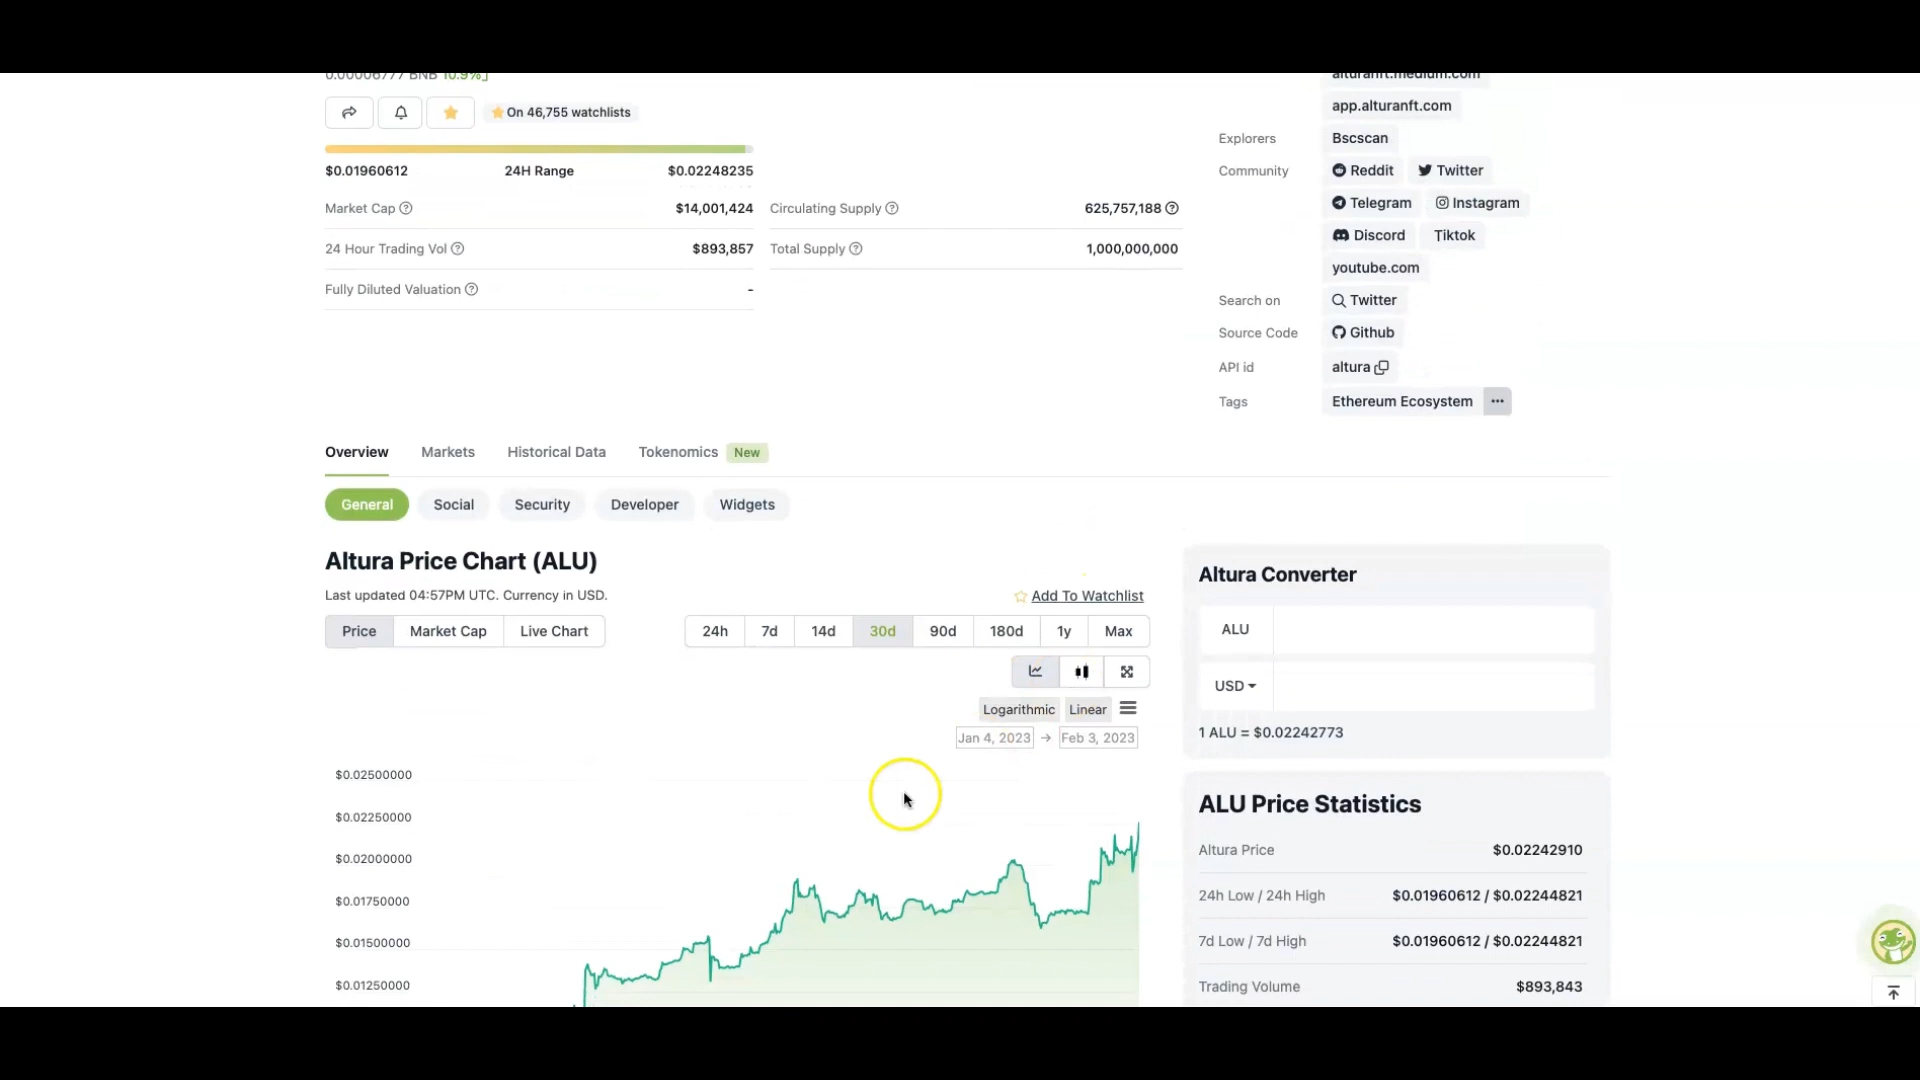 0.00006777 BNB 10.9%
On 46,755 watchlists
$0.01960612 24H Range $0.02248235
Market Cap $14,001,424
24 Hour Trading Vol $893,857
Fully Diluted Valuation -
Circulating Supply 625,757,188
Total Supply 1,000,000,000
alturanft.medium.com
app.alturanft.com
Explorers Bscscan
Community Reddit Twitter
Telegram Instagram
Discord Tiktok
youtube.com
Search on Twitter
Source Code Github
API id altura
Tags Ethereum Ecosystem ...
Overview Markets Historical Data Tokenomics New
General Social Security Developer Widgets
Altura Price Chart (ALU)
Last updated 04:57PM UTC. Currency in USD.
Add To Watchlist
Price Market Cap Live Chart
24h 7d 14d 30d 90d 180d 1y Max
Logarithmic Linear
Jan 4, 2023 → Feb 3, 2023
$0.02500000
$0.02250000
$0.02000000
$0.01750000
$0.01500000
$0.01250000
Altura Converter
ALU
USD
1 ALU = $0.02242773
ALU Price Statistics
Altura Price $0.02242910
24h Low / 24h High $0.01960612 / $0.02244821
7d Low / 7d High $0.01960612 / $0.02244821
Trading Volume $893,843